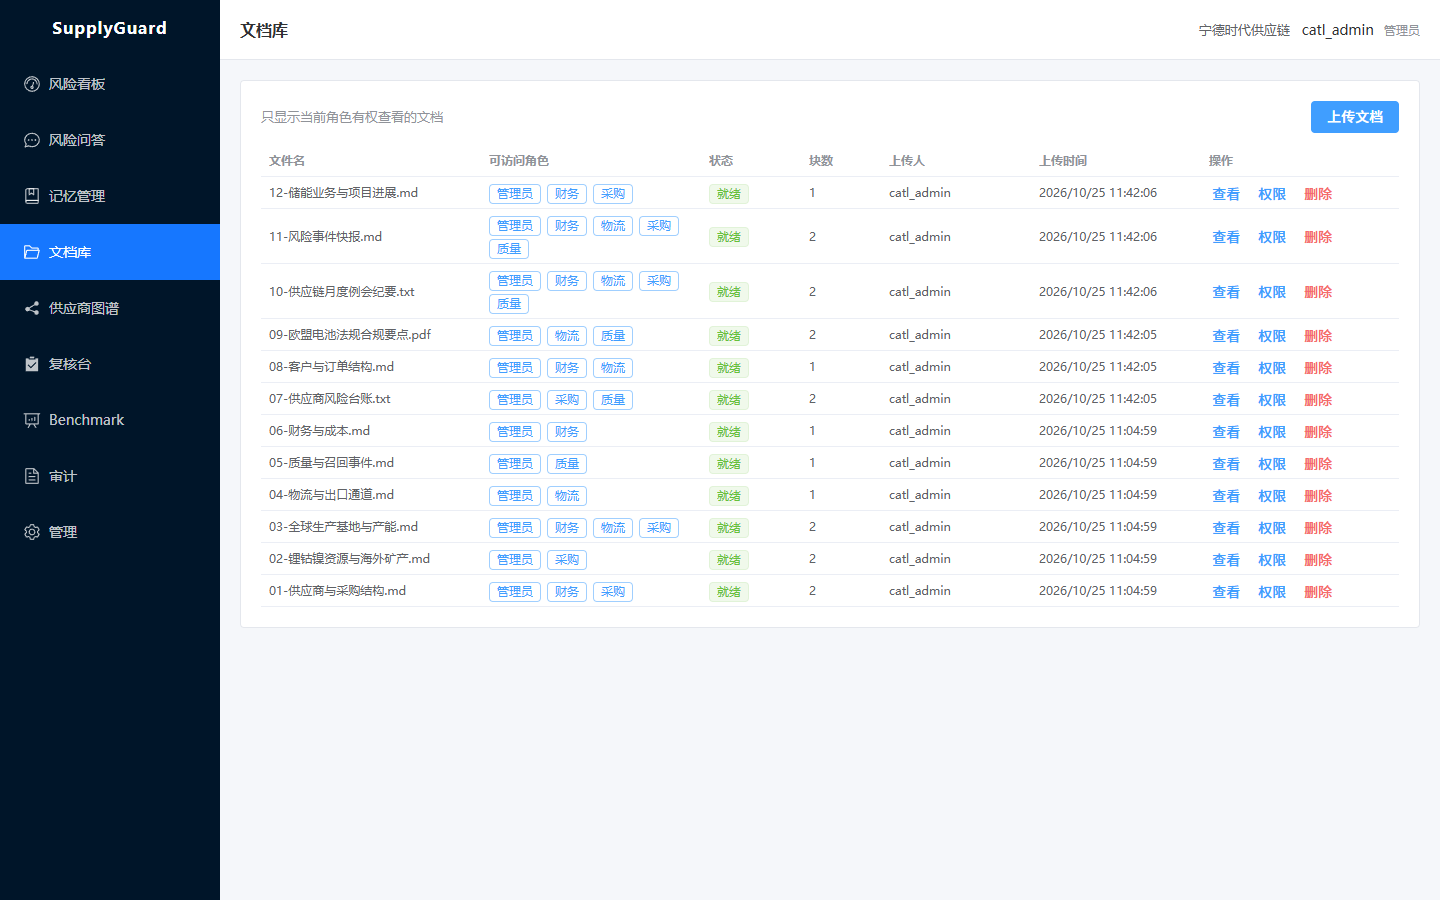 SupplyGuard
风险看板
风险问答
记忆管理
文档库
供应商图谱
复核台
Benchmark
审计
管理
文档库
宁德时代供应链 catl_admin 管理员
只显示当前角色有权查看的文档 上传文档
文件名 可访问角色 状态 块数 上传人 上传时间 操作
12-储能业务与项目进展.md 管理员 财务 采购 就绪 1 catl_admin 2026/10/25 11:42:06 查看 权限 删除
11-风险事件快报.md 管理员 财务 物流 采购 质量 就绪 2 catl_admin 2026/10/25 11:42:06 查看 权限 删除
10-供应链月度例会纪要.txt 管理员 财务 物流 采购 质量 就绪 2 catl_admin 2026/10/25 11:42:06 查看 权限 删除
09-欧盟电池法规合规要点.pdf 管理员 物流 质量 就绪 2 catl_admin 2026/10/25 11:42:05 查看 权限 删除
08-客户与订单结构.md 管理员 财务 物流 就绪 1 catl_admin 2026/10/25 11:42:05 查看 权限 删除
07-供应商风险台账.txt 管理员 采购 质量 就绪 2 catl_admin 2026/10/25 11:42:05 查看 权限 删除
06-财务与成本.md 管理员 财务 就绪 1 catl_admin 2026/10/25 11:04:59 查看 权限 删除
05-质量与召回事件.md 管理员 质量 就绪 1 catl_admin 2026/10/25 11:04:59 查看 权限 删除
04-物流与出口通道.md 管理员 物流 就绪 1 catl_admin 2026/10/25 11:04:59 查看 权限 删除
03-全球生产基地与产能.md 管理员 财务 物流 采购 就绪 2 catl_admin 2026/10/25 11:04:59 查看 权限 删除
02-锂钴镍资源与海外矿产.md 管理员 采购 就绪 2 catl_admin 2026/10/25 11:04:59 查看 权限 删除
01-供应商与采购结构.md 管理员 财务 采购 就绪 2 catl_admin 2026/10/25 11:04:59 查看 权限 删除